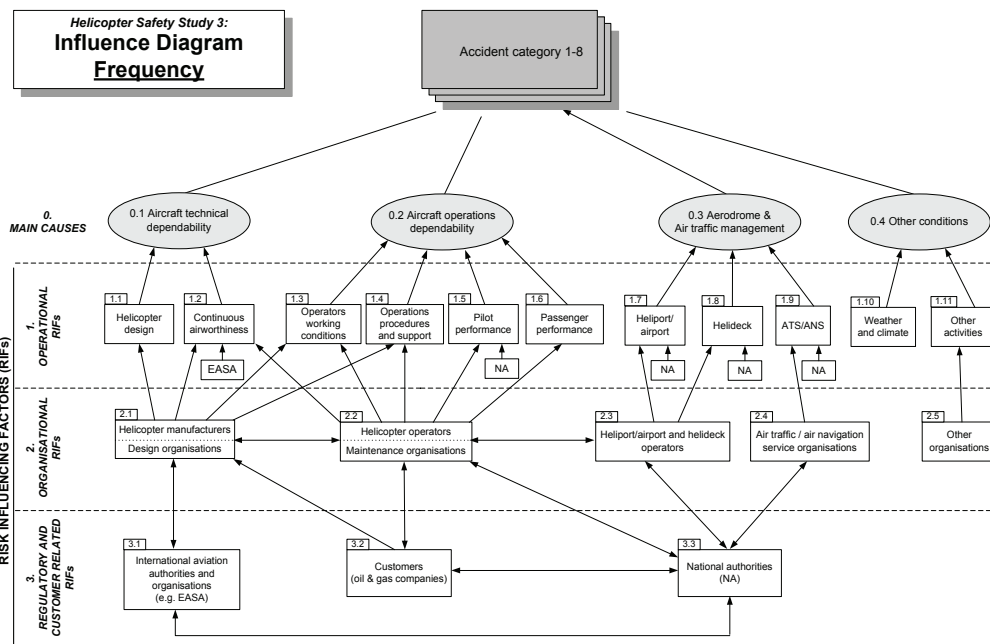 Helicopter Safety Study 3:
Influence Diagram
Frequency
Accident category 1-8
0.
MAIN CAUSES
0.1 Aircraft technical
dependability
0.2 Aircraft operations
dependability
0.3 Aerodrome &
Air traffic management
0.4 Other conditions
RISK INFLUENCING FACTORS (RIFs)
1.
OPERATIONAL
RIFs
1.1
Helicopter
design
1.2
Continuous
airworthiness
EASA
1.3
Operators
working
conditions
1.4
Operations
procedures
and support
1.5
Pilot
performance
NA
1.6
Passenger
performance
1.7
Heliport/
airport
NA
1.8
Helideck
NA
1.9
ATS/ANS
NA
1.10
Weather
and climate
1.11
Other
activities
2.
ORGANISATIONAL
RIFs
2.1
Helicopter manufacturers
Design organisations
2.2
Helicopter operators
Maintenance organisations
2.3
Heliport/airport and helideck
operators
2.4
Air traffic / air navigation
service organisations
2.5
Other
organisations
3.
REGULATORY AND
CUSTOMER RELATED
RIFs
3.1
International aviation
authorities and
organisations
(e.g. EASA)
3.2
Customers
(oil & gas companies)
3.3
National authorities
(NA)